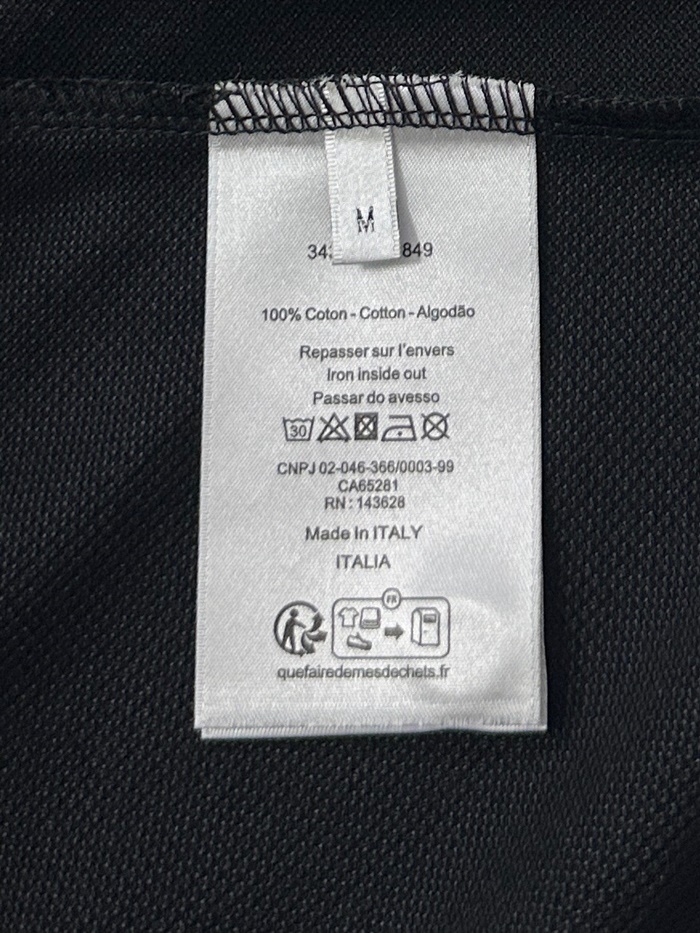 M
34 849
100% Coton - Cotton - Algodão
Repasser sur l'envers
Iron inside out
Passar do avesso
30
CNPJ 02-046-366/0003-99
CA65281
RN : 143628
Made In ITALY
ITALIA
FR
quefairedemesdechets.fr